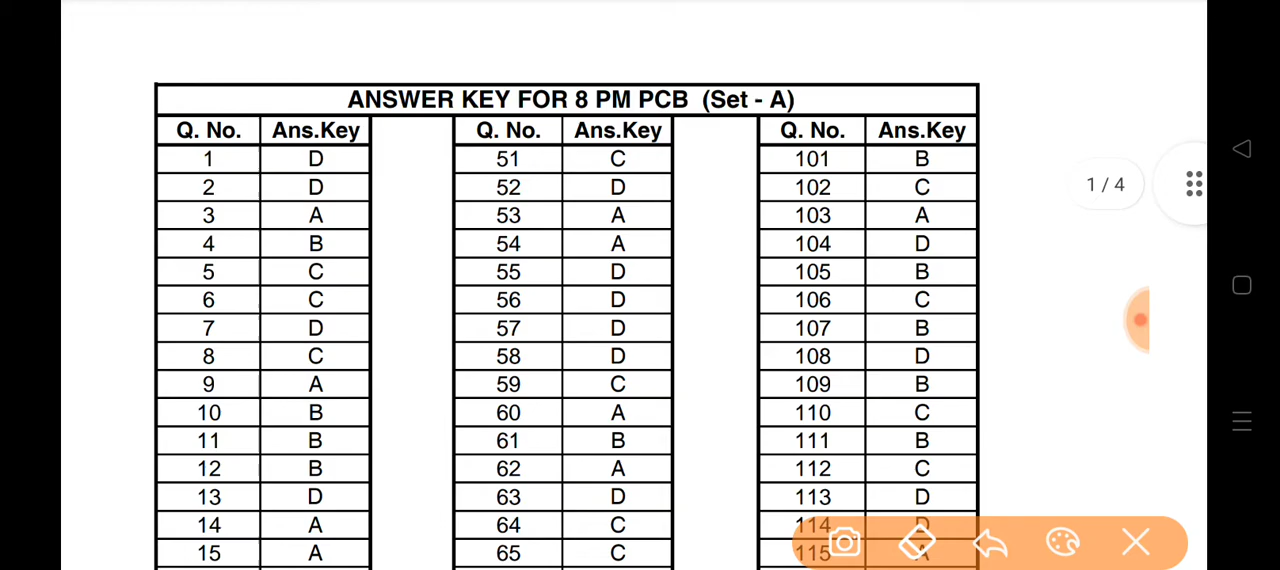 ANSWER KEY FOR 8 PM PCB (Set - A)
Q. No. Ans.Key Q. No. Ans.Key Q. No. Ans.Key
1 D 51 C 101 B
2 D 52 D 102 C
3 A 53 A 103 A
4 B 54 A 104 D
5 C 55 D 105 B
6 C 56 D 106 C
7 D 57 D 107 B
8 C 58 D 108 D
9 A 59 C 109 B
10 B 60 A 110 C
11 B 61 B 111 B
12 B 62 A 112 C
13 D 63 D 113 D
14 A 64 C 114 D
15 A 65 C 115 A
1 / 4